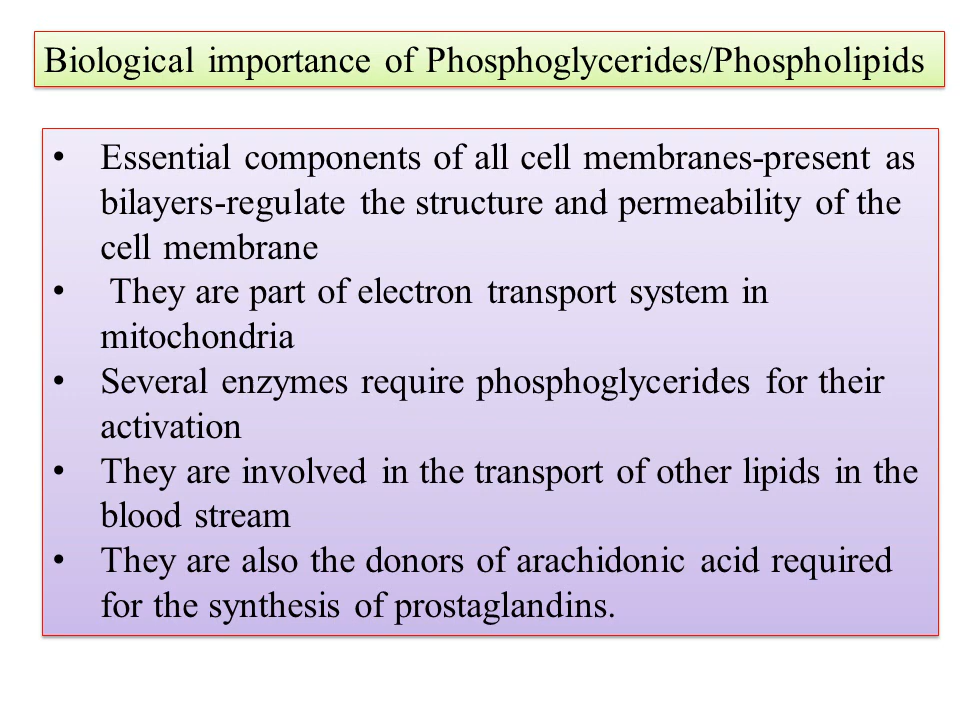 Biological importance of Phosphoglycerides/Phospholipids
• Essential components of all cell membranes-present as
bilayers-regulate the structure and permeability of the
cell membrane
• They are part of electron transport system in
mitochondria
• Several enzymes require phosphoglycerides for their
activation
• They are involved in the transport of other lipids in the
blood stream
• They are also the donors of arachidonic acid required
for the synthesis of prostaglandins.